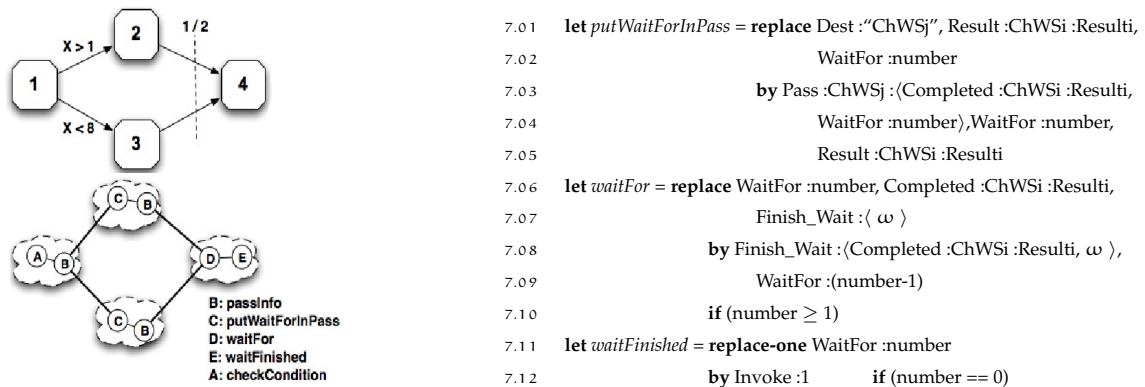 2
1 / 2
X > 1
1
4
X < 8
3
C
B
A
B
D
E
C
B
B: passInfo
C: putWaitForInPass
D: waitFor
E: waitFinished
A: checkCondition
7.01 let putWaitForInPass = replace Dest :“ChWSj”, Result :ChWSi :Resulti,
7.02 WaitFor :number
7.03 by Pass :ChWSj :⟨Completed :ChWSi :Resulti,
7.04 WaitFor :number⟩,WaitFor :number,
7.05 Result :ChWSi :Resulti
7.06 let waitFor = replace WaitFor :number, Completed :ChWSi :Resulti,
7.07 Finish_Wait :⟨ ω ⟩
7.08 by Finish_Wait :⟨Completed :ChWSi :Resulti, ω ⟩,
7.09 WaitFor :(number-1)
7.10 if (number ≥ 1)
7.11 let waitFinished = replace-one WaitFor :number
7.12 by Invoke :1 if (number == 0)